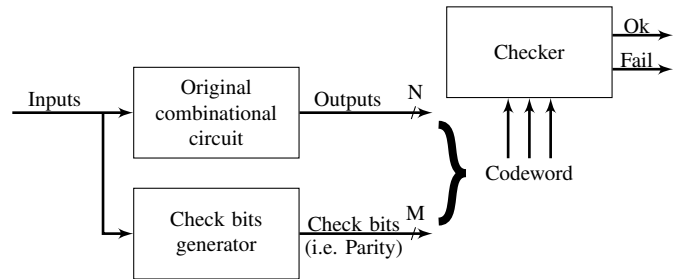 Checker
Ok
Fail
Inputs
Original
combinational
circuit
Outputs
N
Codeword
Check bits
generator
Check bits
(i.e. Parity)
M